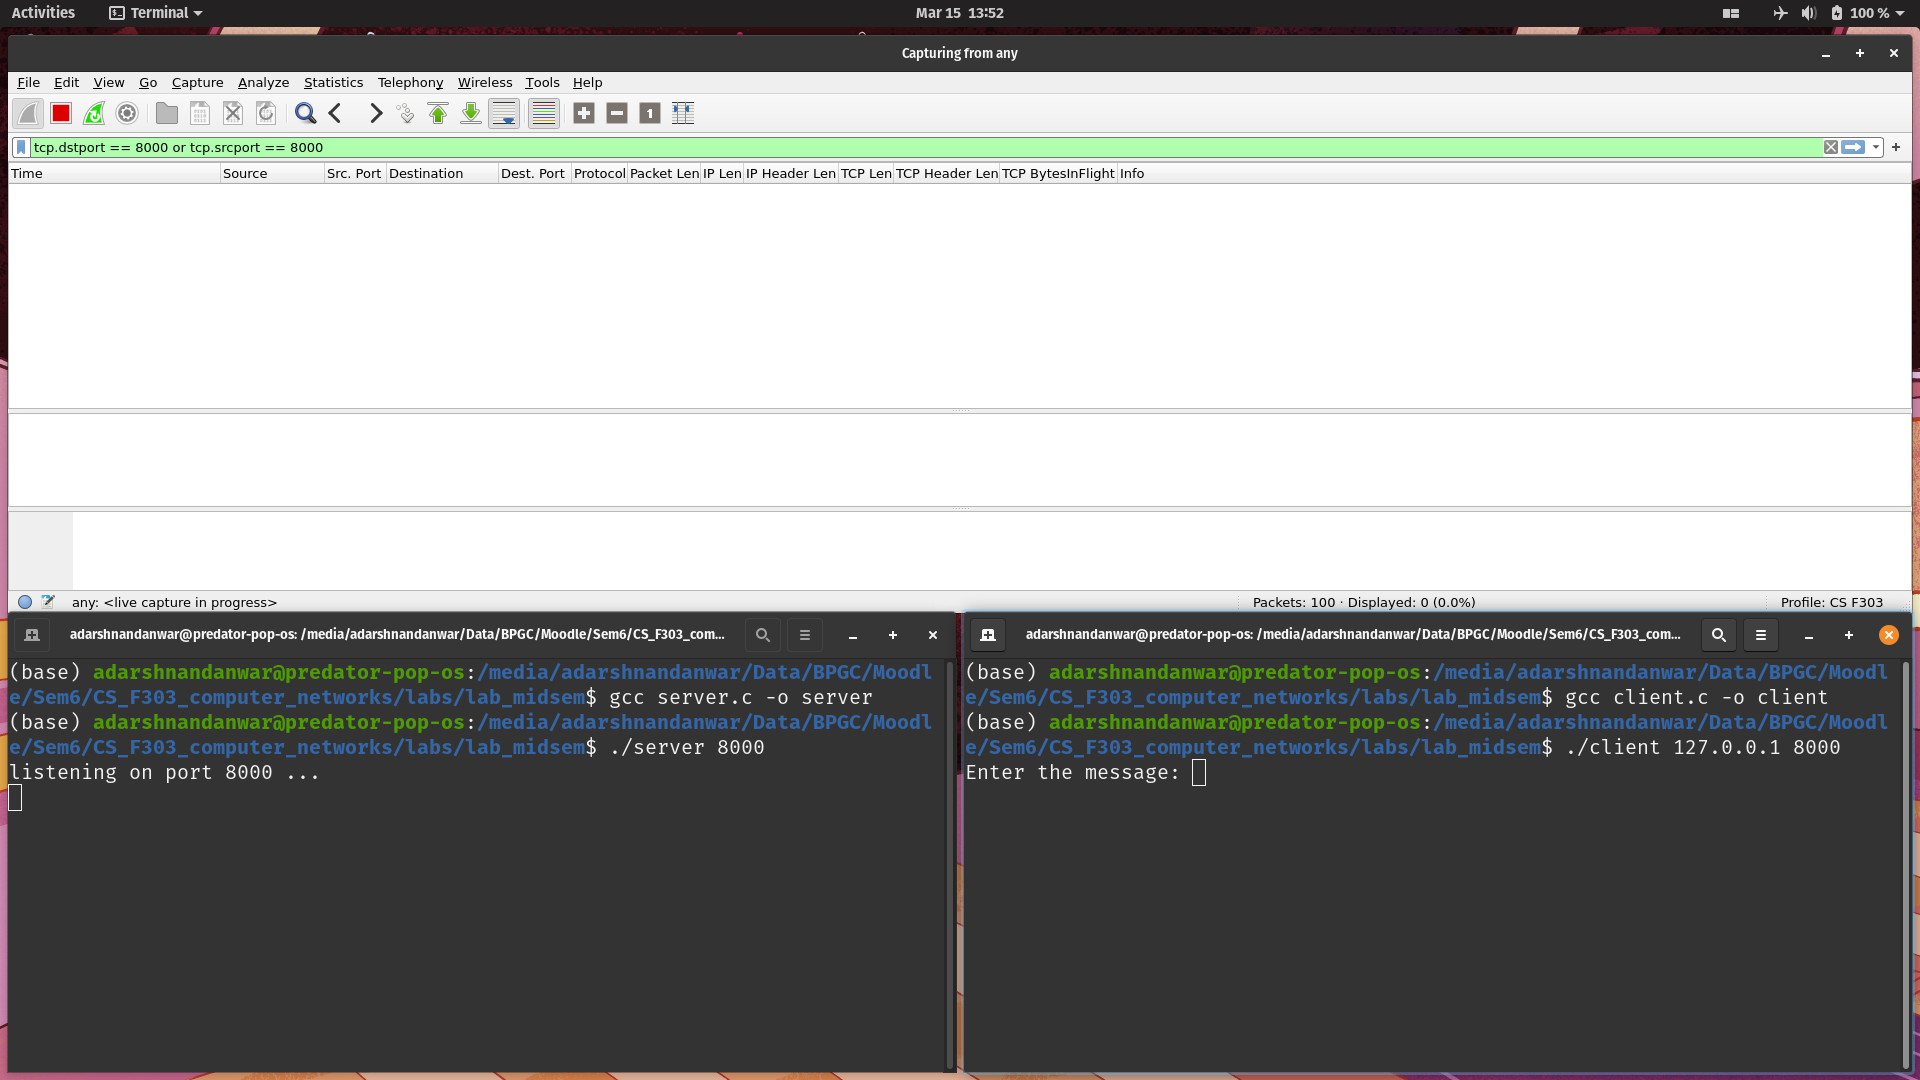 Activities Terminal Mar 15 13:52 100 %
Capturing from any
File Edit View Go Capture Analyze Statistics Telephony Wireless Tools Help
1
tcp.dstport == 8000 or tcp.srcport == 8000
Time Source Src. Port Destination Dest. Port Protocol Packet Len IP Len IP Header Len TCP Len TCP Header Len TCP BytesInFlight Info
any: <live capture in progress> Packets: 100 · Displayed: 0 (0.0%) Profile: CS F303
adarshnandanwar@predator-pop-os: /media/adarshnandanwar/Data/BPGC/Moodle/Sem6/CS_F303_com...
(base) adarshnandanwar@predator-pop-os:/media/adarshnandanwar/Data/BPGC/Moodl
e/Sem6/CS_F303_computer_networks/labs/lab_midsem$ gcc server.c -o server
(base) adarshnandanwar@predator-pop-os:/media/adarshnandanwar/Data/BPGC/Moodl
e/Sem6/CS_F303_computer_networks/labs/lab_midsem$ ./server 8000
listening on port 8000 ...
adarshnandanwar@predator-pop-os: /media/adarshnandanwar/Data/BPGC/Moodle/Sem6/CS_F303_com...
(base) adarshnandanwar@predator-pop-os:/media/adarshnandanwar/Data/BPGC/Moodl
e/Sem6/CS_F303_computer_networks/labs/lab_midsem$ gcc client.c -o client
(base) adarshnandanwar@predator-pop-os:/media/adarshnandanwar/Data/BPGC/Moodl
e/Sem6/CS_F303_computer_networks/labs/lab_midsem$ ./client 127.0.0.1 8000
Enter the message: